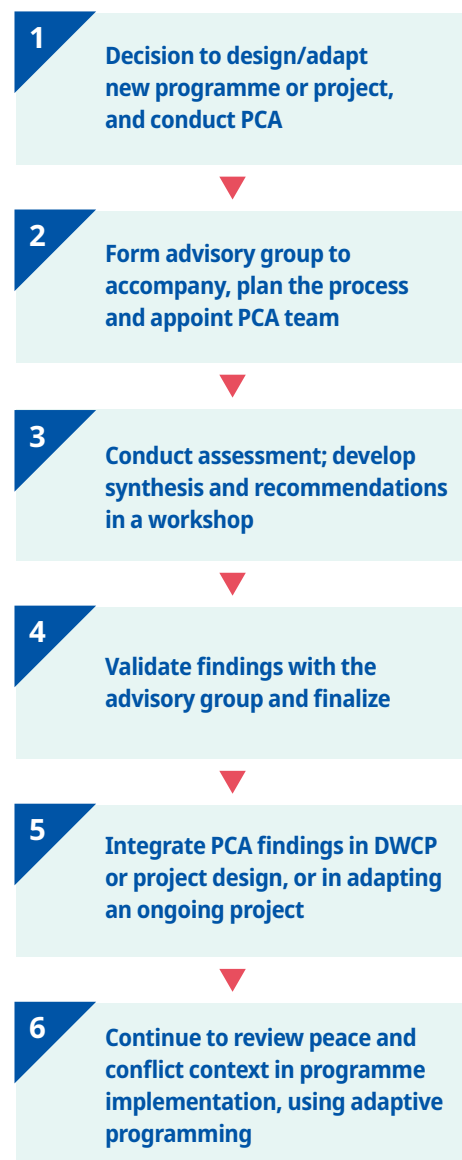 1
Decision to design/adapt
new programme or project,
and conduct PCA
2
Form advisory group to
accompany, plan the process
and appoint PCA team
3
Conduct assessment; develop
synthesis and recommendations
in a workshop
4
Validate findings with the
advisory group and finalize
5
Integrate PCA findings in DWCP
or project design, or in adapting
an ongoing project
6
Continue to review peace and
conflict context in programme
implementation, using adaptive
programming